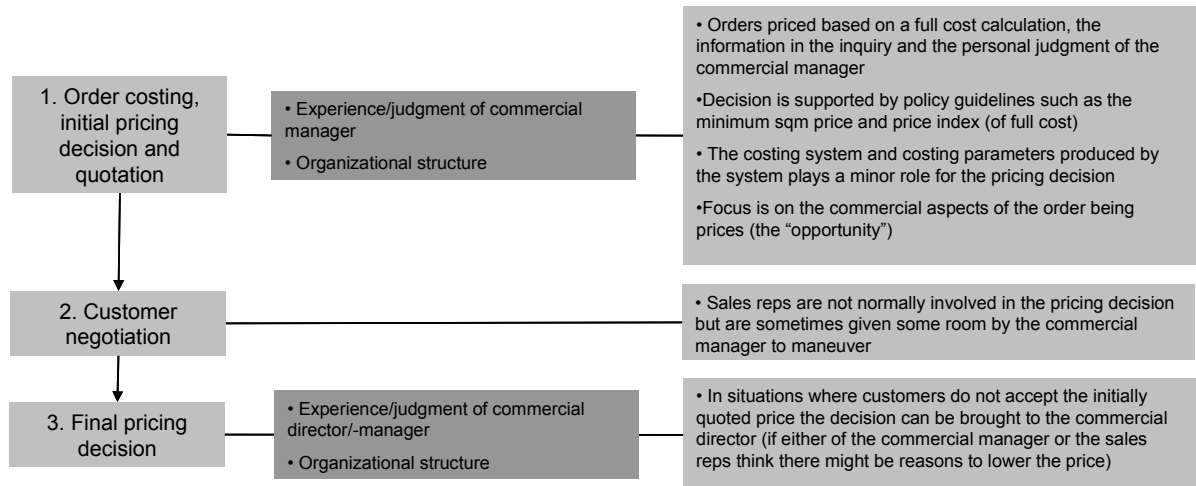 1. Order costing,
initial pricing
decision and
quotation
• Experience/judgment of commercial
manager
• Organizational structure
• Orders priced based on a full cost calculation, the
information in the inquiry and the personal judgment of the
commercial manager
•Decision is supported by policy guidelines such as the
minimum sqm price and price index (of full cost)
• The costing system and costing parameters produced by
the system plays a minor role for the pricing decision
•Focus is on the commercial aspects of the order being
prices (the “opportunity”)
2. Customer
negotiation
• Sales reps are not normally involved in the pricing decision
but are sometimes given some room by the commercial
manager to maneuver
3. Final pricing
decision
• Experience/judgment of commercial
director/-manager
• Organizational structure
• In situations where customers do not accept the initially
quoted price the decision can be brought to the commercial
director (if either of the commercial manager or the sales
reps think there might be reasons to lower the price)